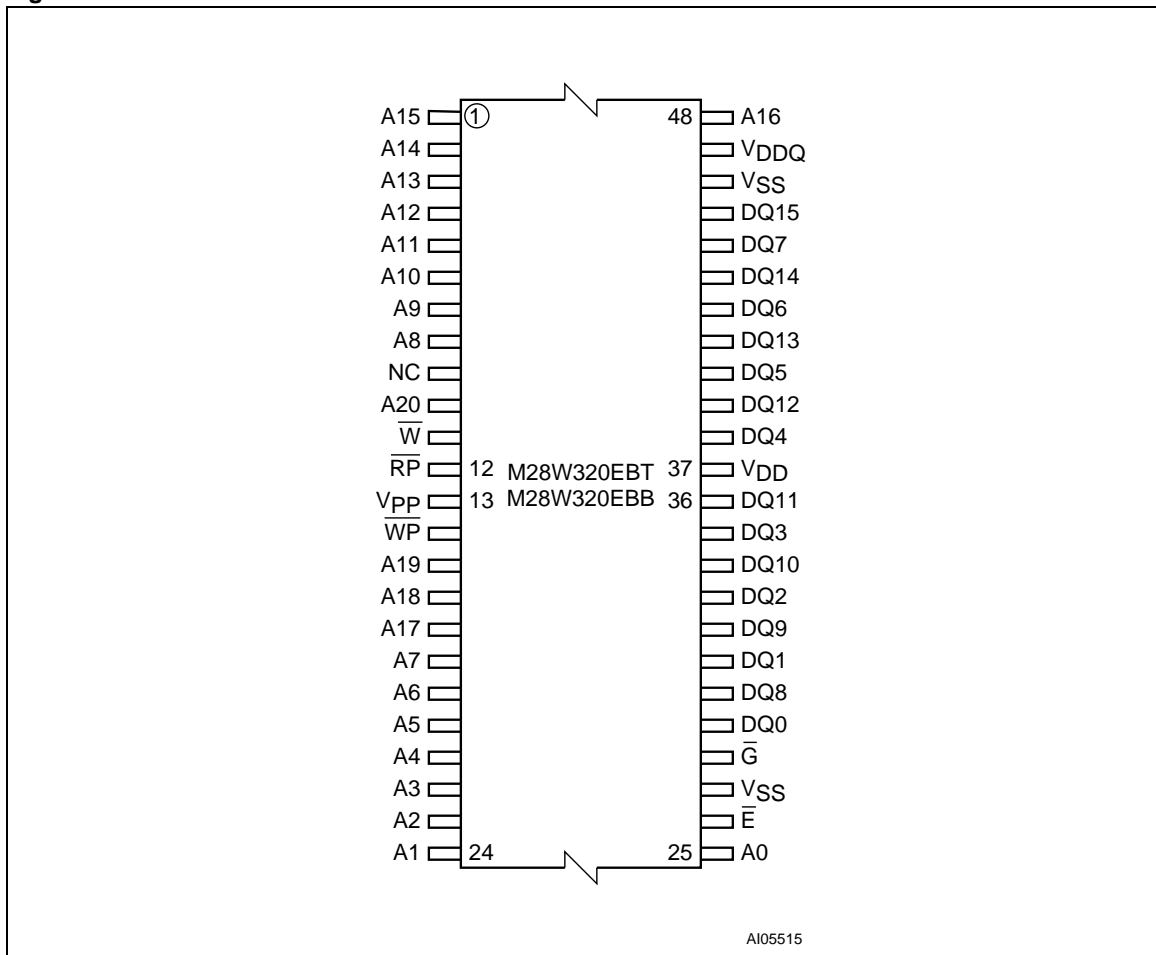 A15 1 48 A16
A14 VDDQ
A13 VSS
A12 DQ15
A11 DQ7
A10 DQ14
A9 DQ6
A8 DQ13
NC DQ5
A20 DQ12
W̅ DQ4
R̅P̅ 12 M28W320EBT 37 VDD
VPP 13 M28W320EBB 36 DQ11
W̅P̅ DQ3
A19 DQ10
A18 DQ2
A17 DQ9
A7 DQ1
A6 DQ8
A5 DQ0
A4 G̅
A3 VSS
A2 E̅
A1 24 25 A0
AI05515